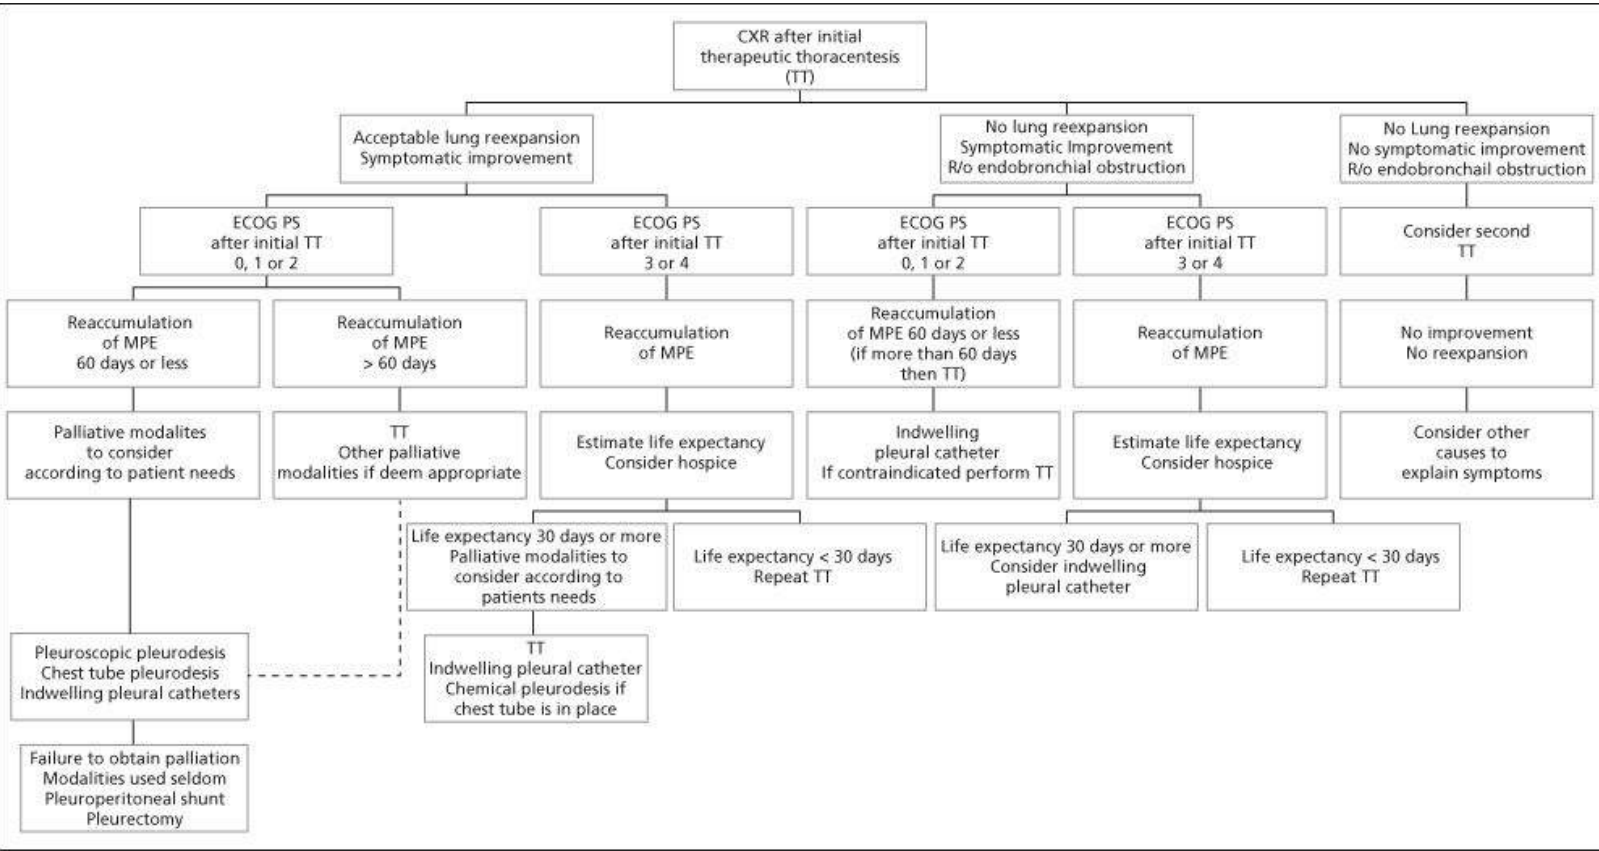 CXR after initial
therapeutic thoracentesis
(TT)
Acceptable lung reexpansion
Symptomatic improvement
No lung reexpansion
Symptomatic Improvement
R/o endobronchial obstruction
No Lung reexpansion
No symptomatic improvement
R/o endobronchail obstruction
ECOG PS
after initial TT
0, 1 or 2
ECOG PS
after initial TT
3 or 4
ECOG PS
after initial TT
0, 1 or 2
ECOG PS
after initial TT
3 or 4
Consider second
TT
Reaccumulation
of MPE
60 days or less
Reaccumulation
of MPE
> 60 days
Reaccumulation
of MPE
Reaccumulation
of MPE 60 days or less
(if more than 60 days
then TT)
Reaccumulation
of MPE
No improvement
No reexpansion
Palliative modalites
to consider
according to patient needs
TT
Other palliative
modalities if deem appropriate
Estimate life expectancy
Consider hospice
Indwelling
pleural catheter
If contraindicated perform TT
Estimate life expectancy
Consider hospice
Consider other
causes to
explain symptoms
Life expectancy 30 days or more
Palliative modalities to
consider according to
patients needs
Life expectancy < 30 days
Repeat TT
Life expectancy 30 days or more
Consider indwelling
pleural catheter
Life expectancy < 30 days
Repeat TT
Pleuroscopic pleurodesis
Chest tube pleurodesis
Indwelling pleural catheters
TT
Indwelling pleural catheter
Chemical pleurodesis if
chest tube is in place
Failure to obtain palliation
Modalities used seldom
Pleuroperitoneal shunt
Pleurectomy